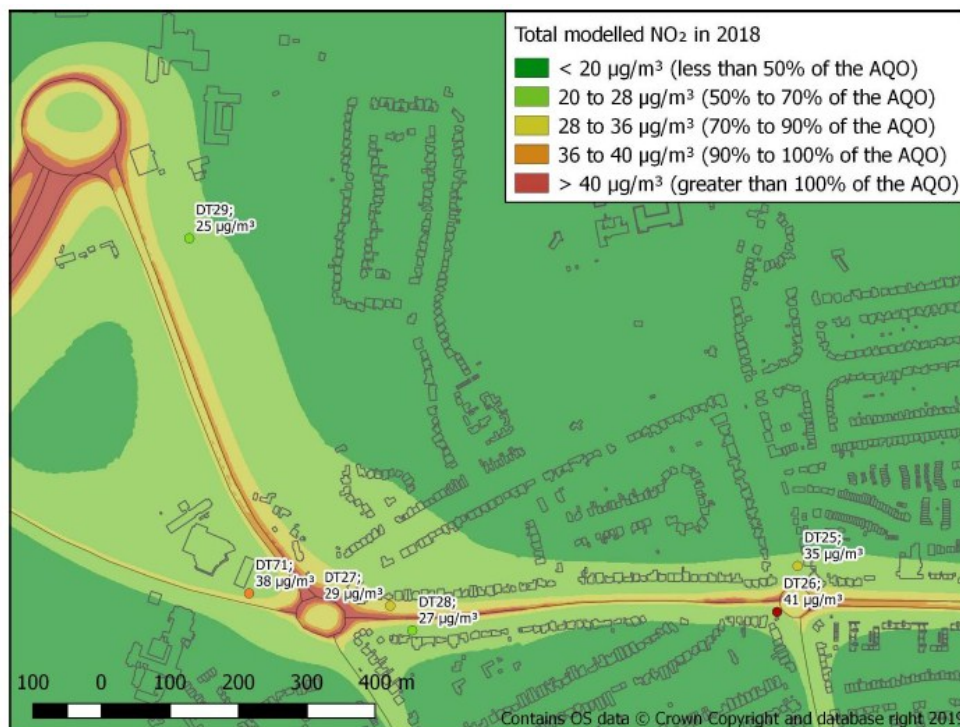 Total modelled NO₂ in 2018
< 20 µg/m³ (less than 50% of the AQO)
20 to 28 µg/m³ (50% to 70% of the AQO)
28 to 36 µg/m³ (70% to 90% of the AQO)
36 to 40 µg/m³ (90% to 100% of the AQO)
> 40 µg/m³ (greater than 100% of the AQO)
DT29;
25 µg/m³
DT25;
35 µg/m³
DT71;
38 µg/m³
DT27;
29 µg/m³
DT28;
27 µg/m³
DT26;
41 µg/m³
100 0 100 200 300 400 m
Contains OS data © Crown Copyright and database right 2019